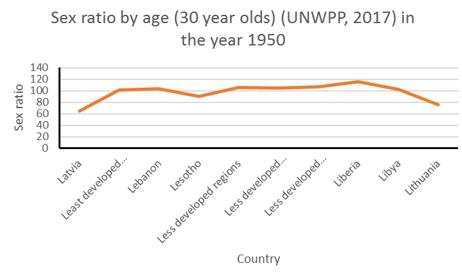 Sex ratio by age (30 year olds) (UNWPP, 2017) in
the year 1950
140
120
100
80
60
40
20
0
Sex ratio
Latvia
Least developed...
Lebanon
Lesotho
Less developed regions
Less developed...
Less developed...
Liberia
Libya
Lithuania
Country